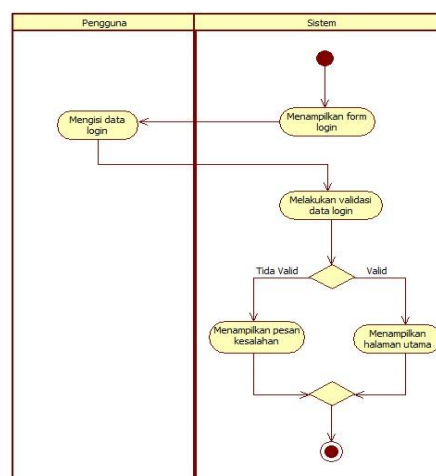 Pengguna
Sistem
Menampilkan form
login
Mengisi data
login
Melakukan validasi
data login
Tida Valid
Valid
Menampilkan pesan
kesalahan
Menampilkan
halaman utama